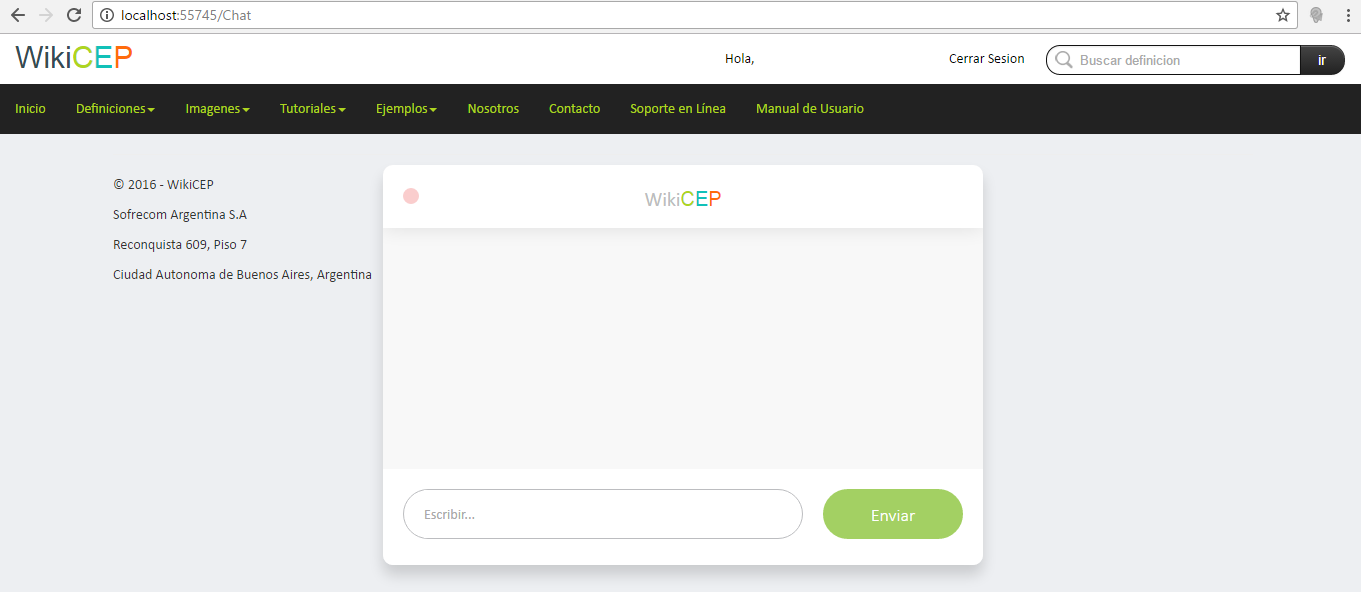 localhost:55745/Chat
WikiCEP Hola, Cerrar Sesion Buscar definicion ir
Inicio Definiciones Imagenes Tutoriales Ejemplos Nosotros Contacto Soporte en Línea Manual de Usuario
© 2016 - WikiCEP
Sofrecom Argentina S.A
Reconquista 609, Piso 7
Ciudad Autonoma de Buenos Aires, Argentina
WikiCEP
Escribir... Enviar